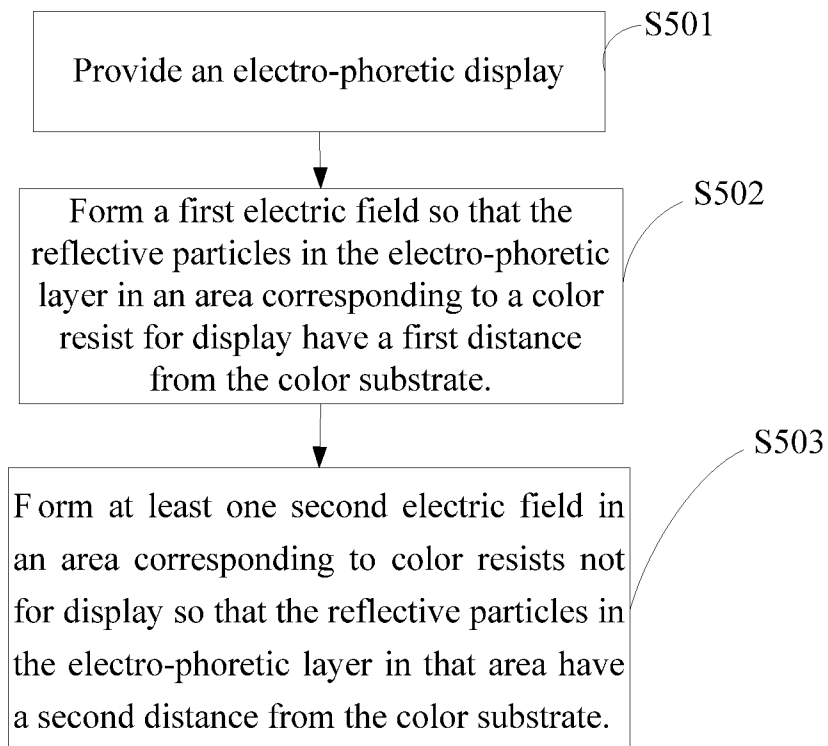 S501
Provide an electro-phoretic display
S502
Form a first electric field so that the
reflective particles in the electro-phoretic
layer in an area corresponding to a color
resist for display have a first distance
from the color substrate.
S503
Form at least one second electric field in
an area corresponding to color resists not
for display so that the reflective particles in
the electro-phoretic layer in that area have
a second distance from the color substrate.